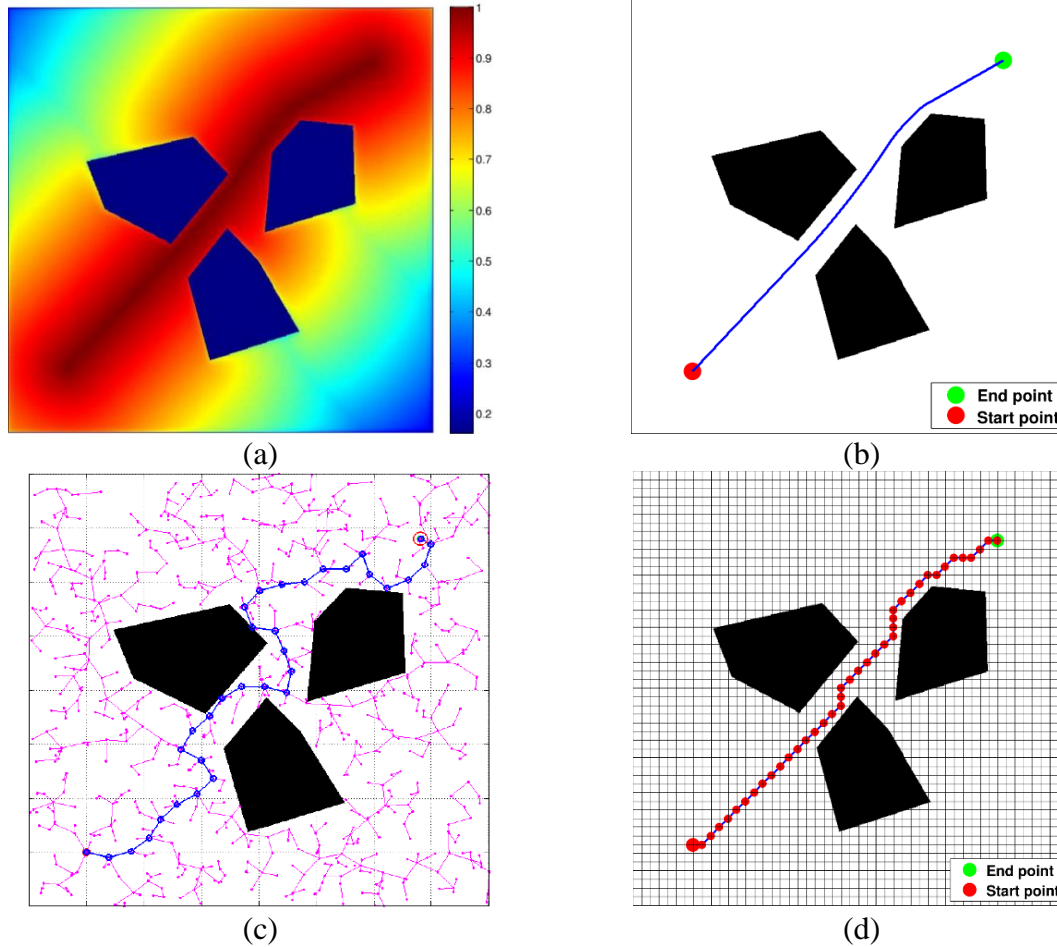 1
0.9
0.8
0.7
0.6
0.5
0.4
0.3
0.2
(a)
End point
Start point
(b)
(c)
End point
Start point
(d)